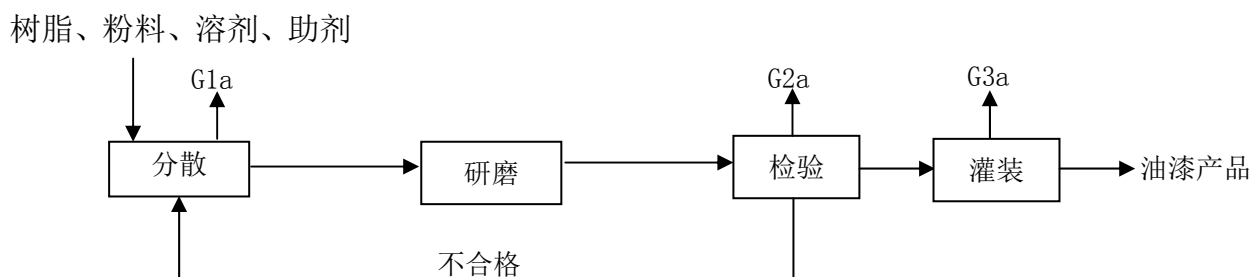 树脂、粉料、溶剂、助剂
G1a
G2a
G3a
分散
研磨
检验
灌装
油漆产品
不合格